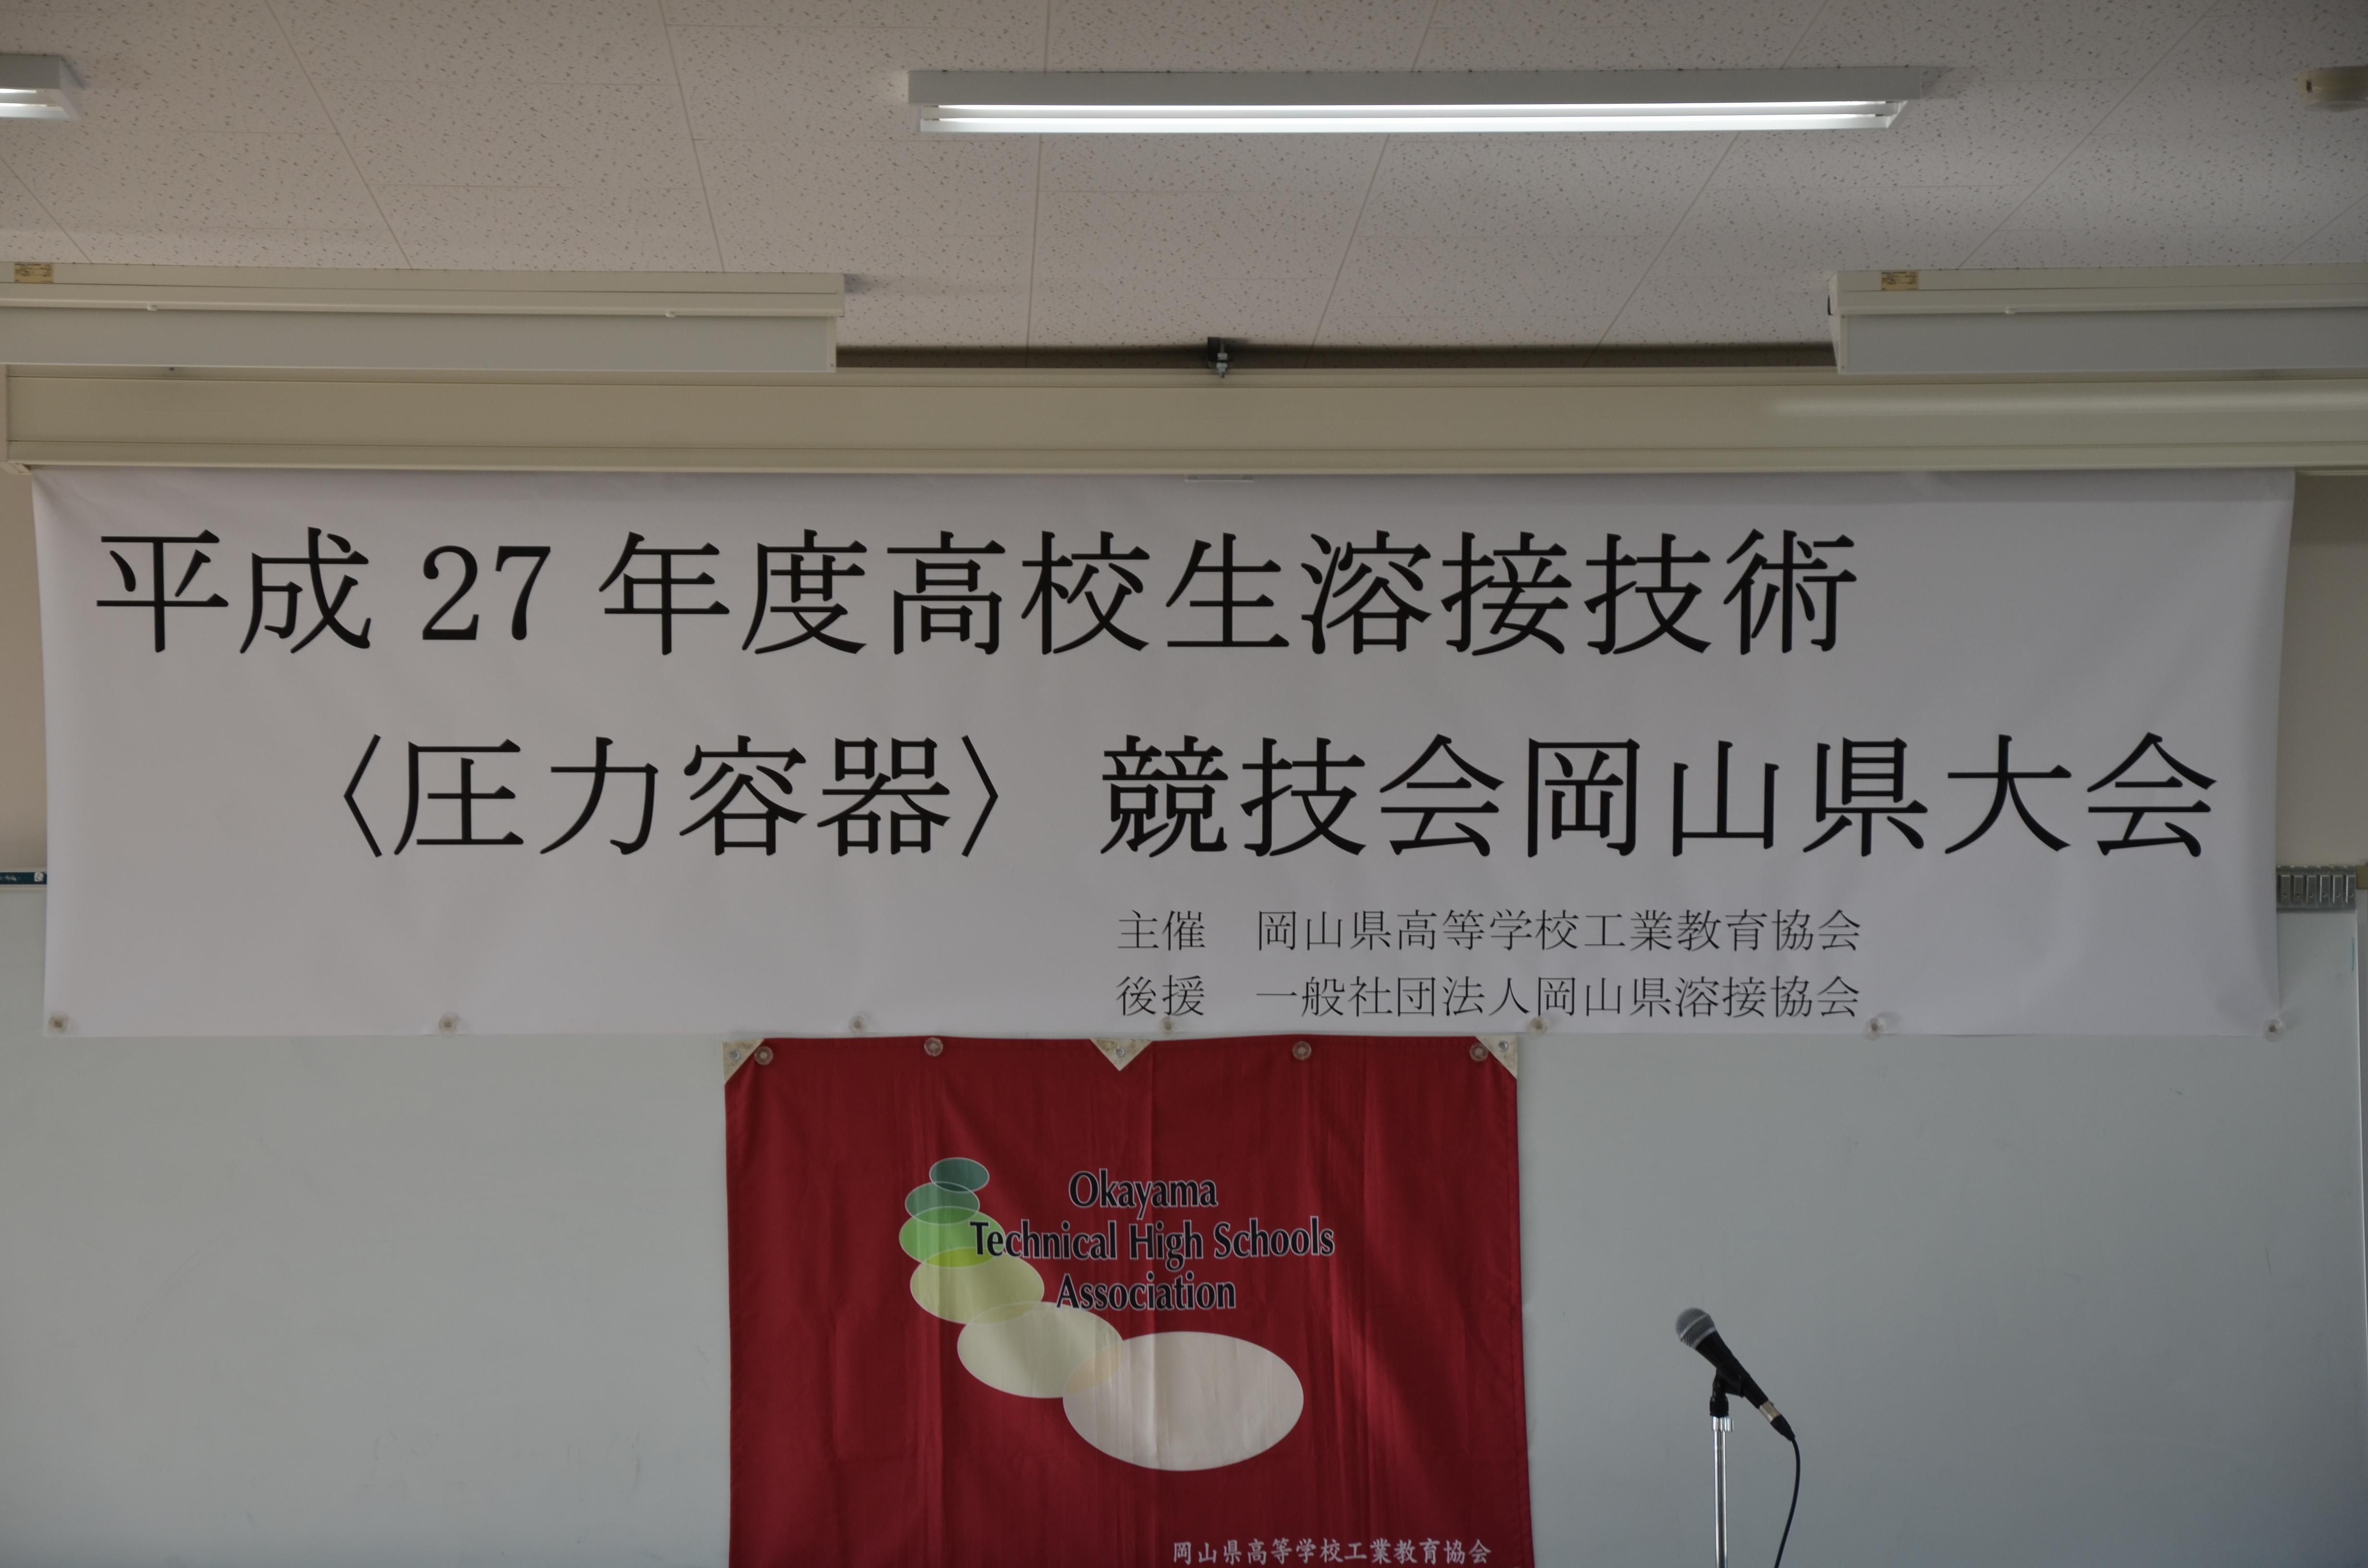 平成 27 年度高校生溶接技術
〈圧力容器〉 競技会岡山県大会
主催　岡山県高等学校工業教育協会
後援　一般社団法人岡山県溶接協会
Okayama
Technical High Schools
Association
岡山県高等学校工業教育協会